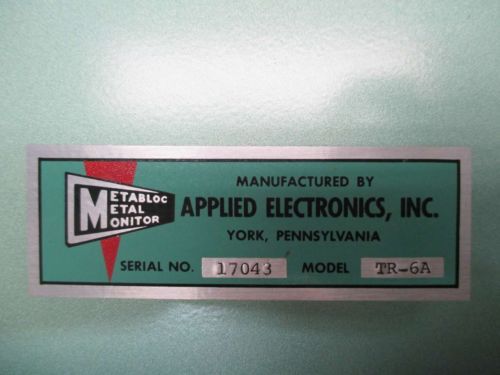 METABLOC
METAL
MONITOR
MANUFACTURED BY
APPLIED ELECTRONICS, INC.
YORK, PENNSYLVANIA
SERIAL NO. 17043 MODEL TR-6A